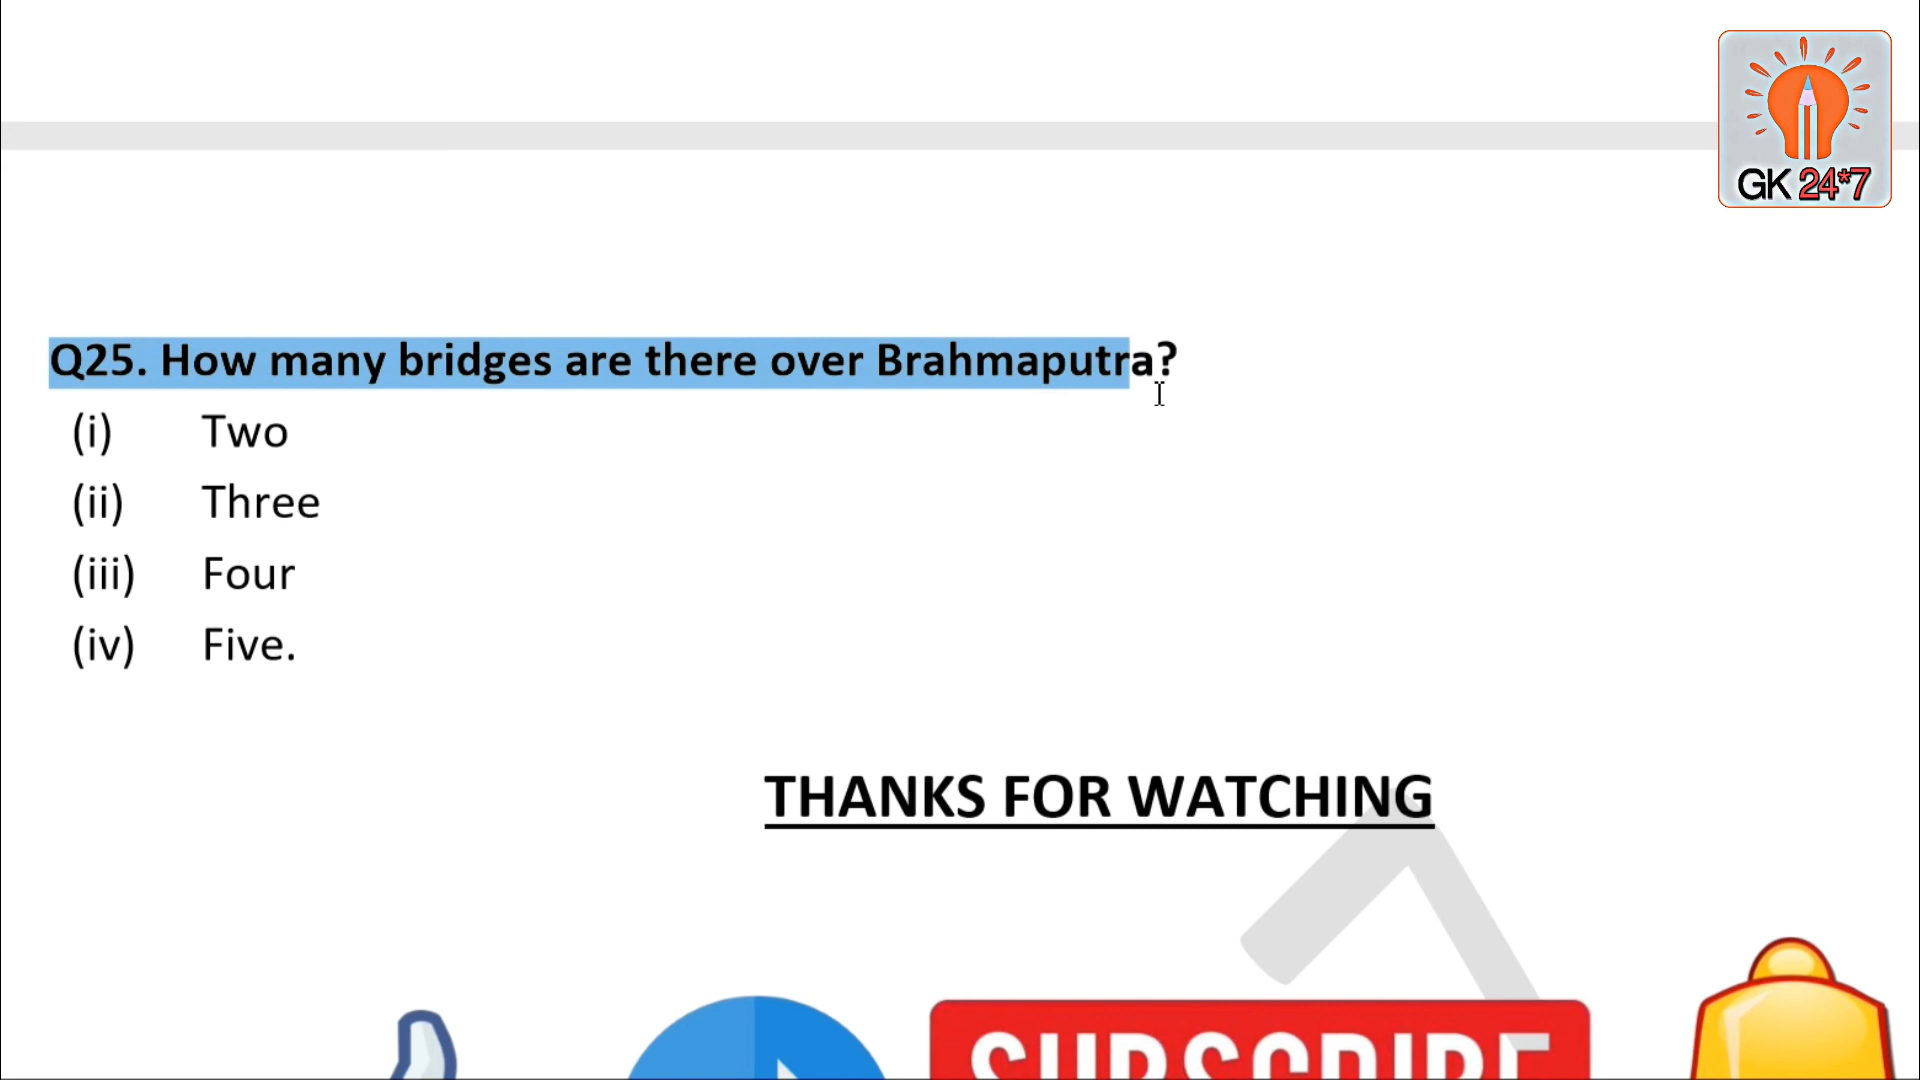 GK 24*7
Q25. How many bridges are there over Brahmaputra?
(i) Two
(ii) Three
(iii) Four
(iv) Five.
THANKS FOR WATCHING
SUBSCRIBE